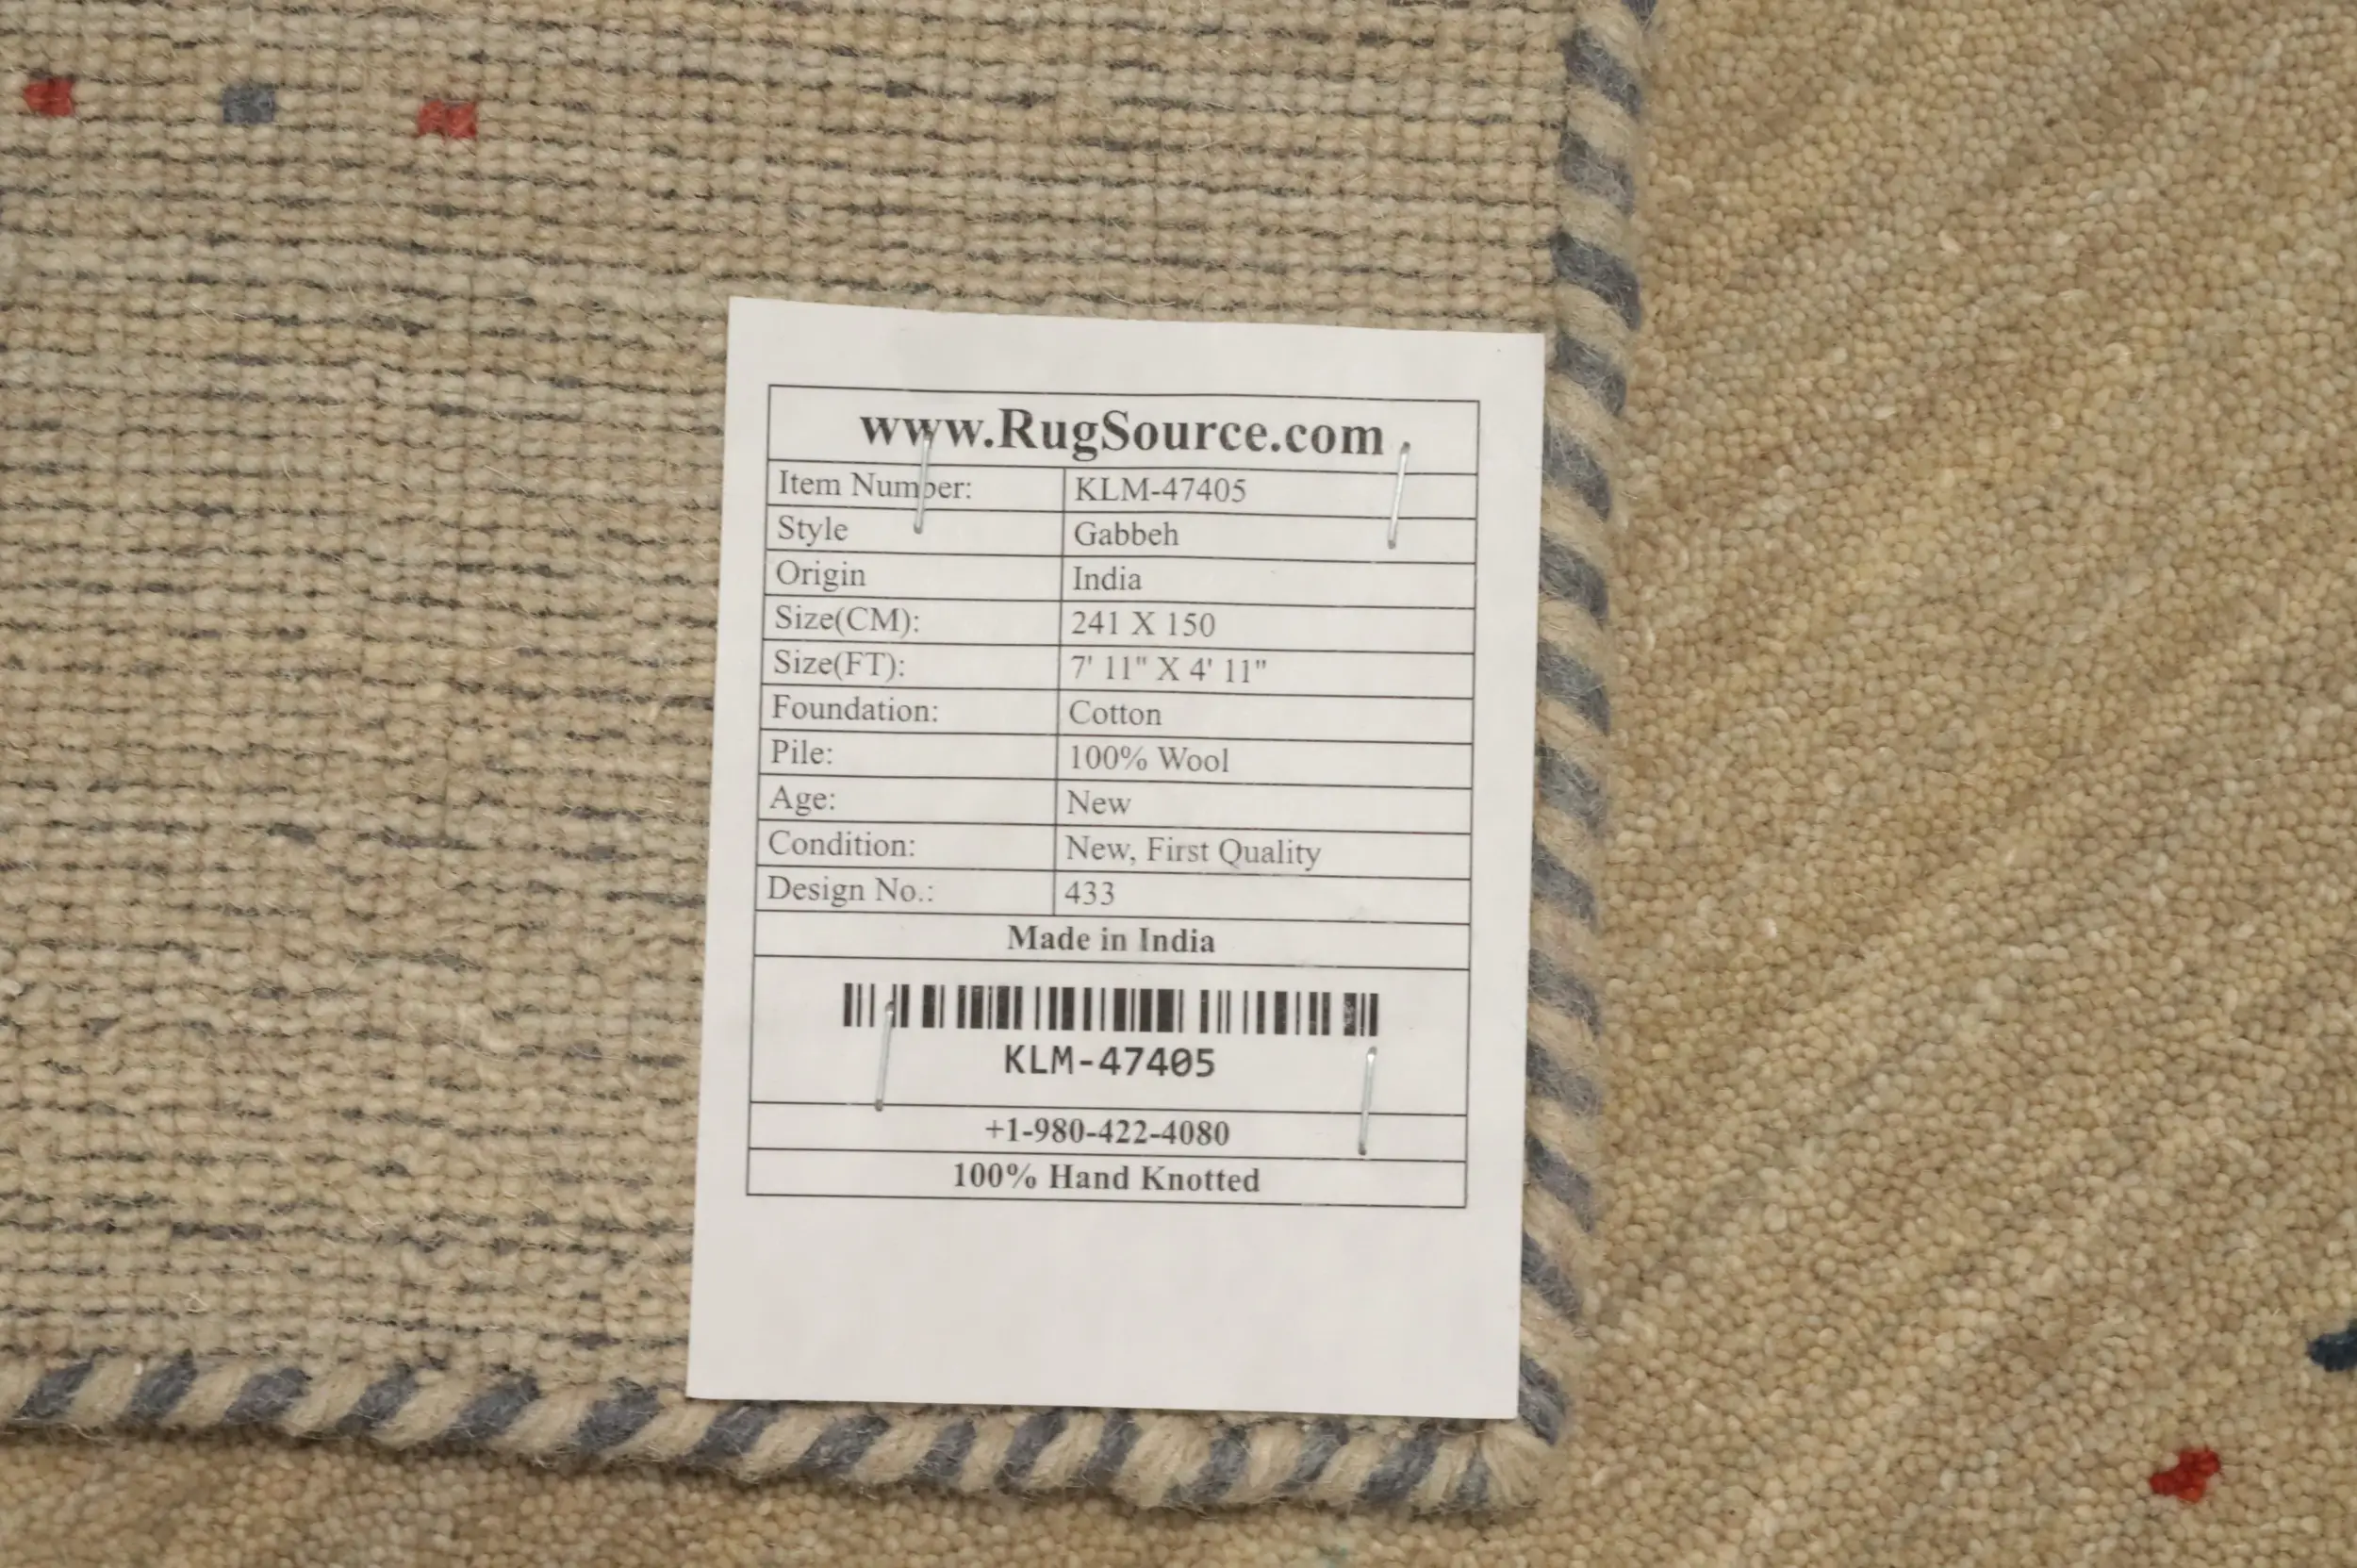 www.RugSource.com
Item Number: KLM-47405
Style Gabbeh
Origin India
Size(CM): 241 X 150
Size(FT): 7' 11" X 4' 11"
Foundation: Cotton
Pile: 100% Wool
Age: New
Condition: New, First Quality
Design No.: 433
Made in India
KLM-47405
+1-980-422-4080
100% Hand Knotted